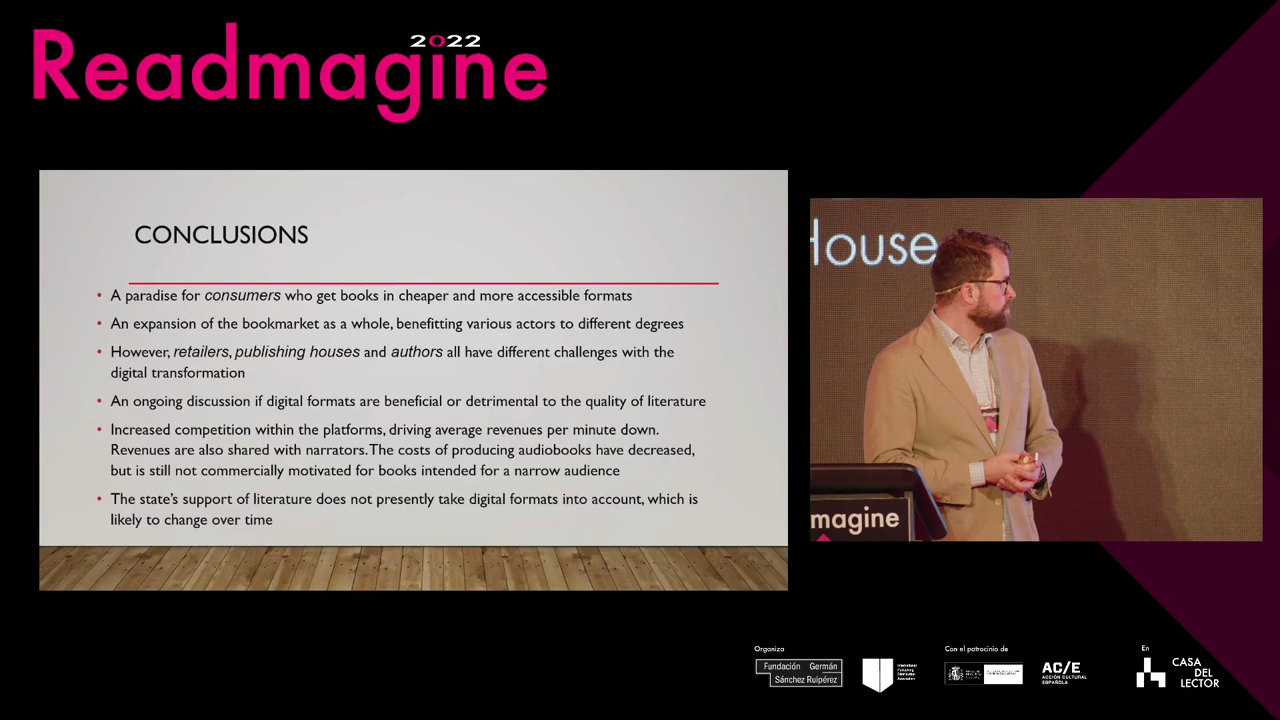 2022
Readmagine
CONCLUSIONS
• A paradise for consumers who get books in cheaper and more accessible formats
• An expansion of the bookmarket as a whole, benefitting various actors to different degrees
• However, retailers, publishing houses and authors all have different challenges with the
digital transformation
• An ongoing discussion if digital formats are beneficial or detrimental to the quality of literature
• Increased competition within the platforms, driving average revenues per minute down.
Revenues are also shared with narrators. The costs of producing audiobooks have decreased,
but is still not commercially motivated for books intended for a narrow audience
• The state's support of literature does not presently take digital formats into account, which is
likely to change over time
House
magine
Organiza
Fundación Germán
Sánchez Ruipérez
Con el patrocinio de
AC/E
ACCIÓN CULTURAL
ESPAÑOLA
En
CASA
DEL
LECTOR